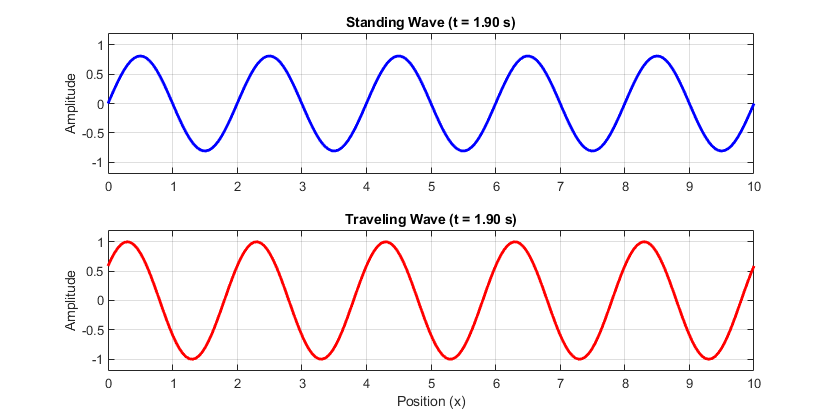 Standing Wave (t = 1.90 s)
Amplitude
1
0.5
0
-0.5
-1
0 1 2 3 4 5 6 7 8 9 10
Traveling Wave (t = 1.90 s)
Amplitude
1
0.5
0
-0.5
-1
0 1 2 3 4 5 6 7 8 9 10
Position (x)